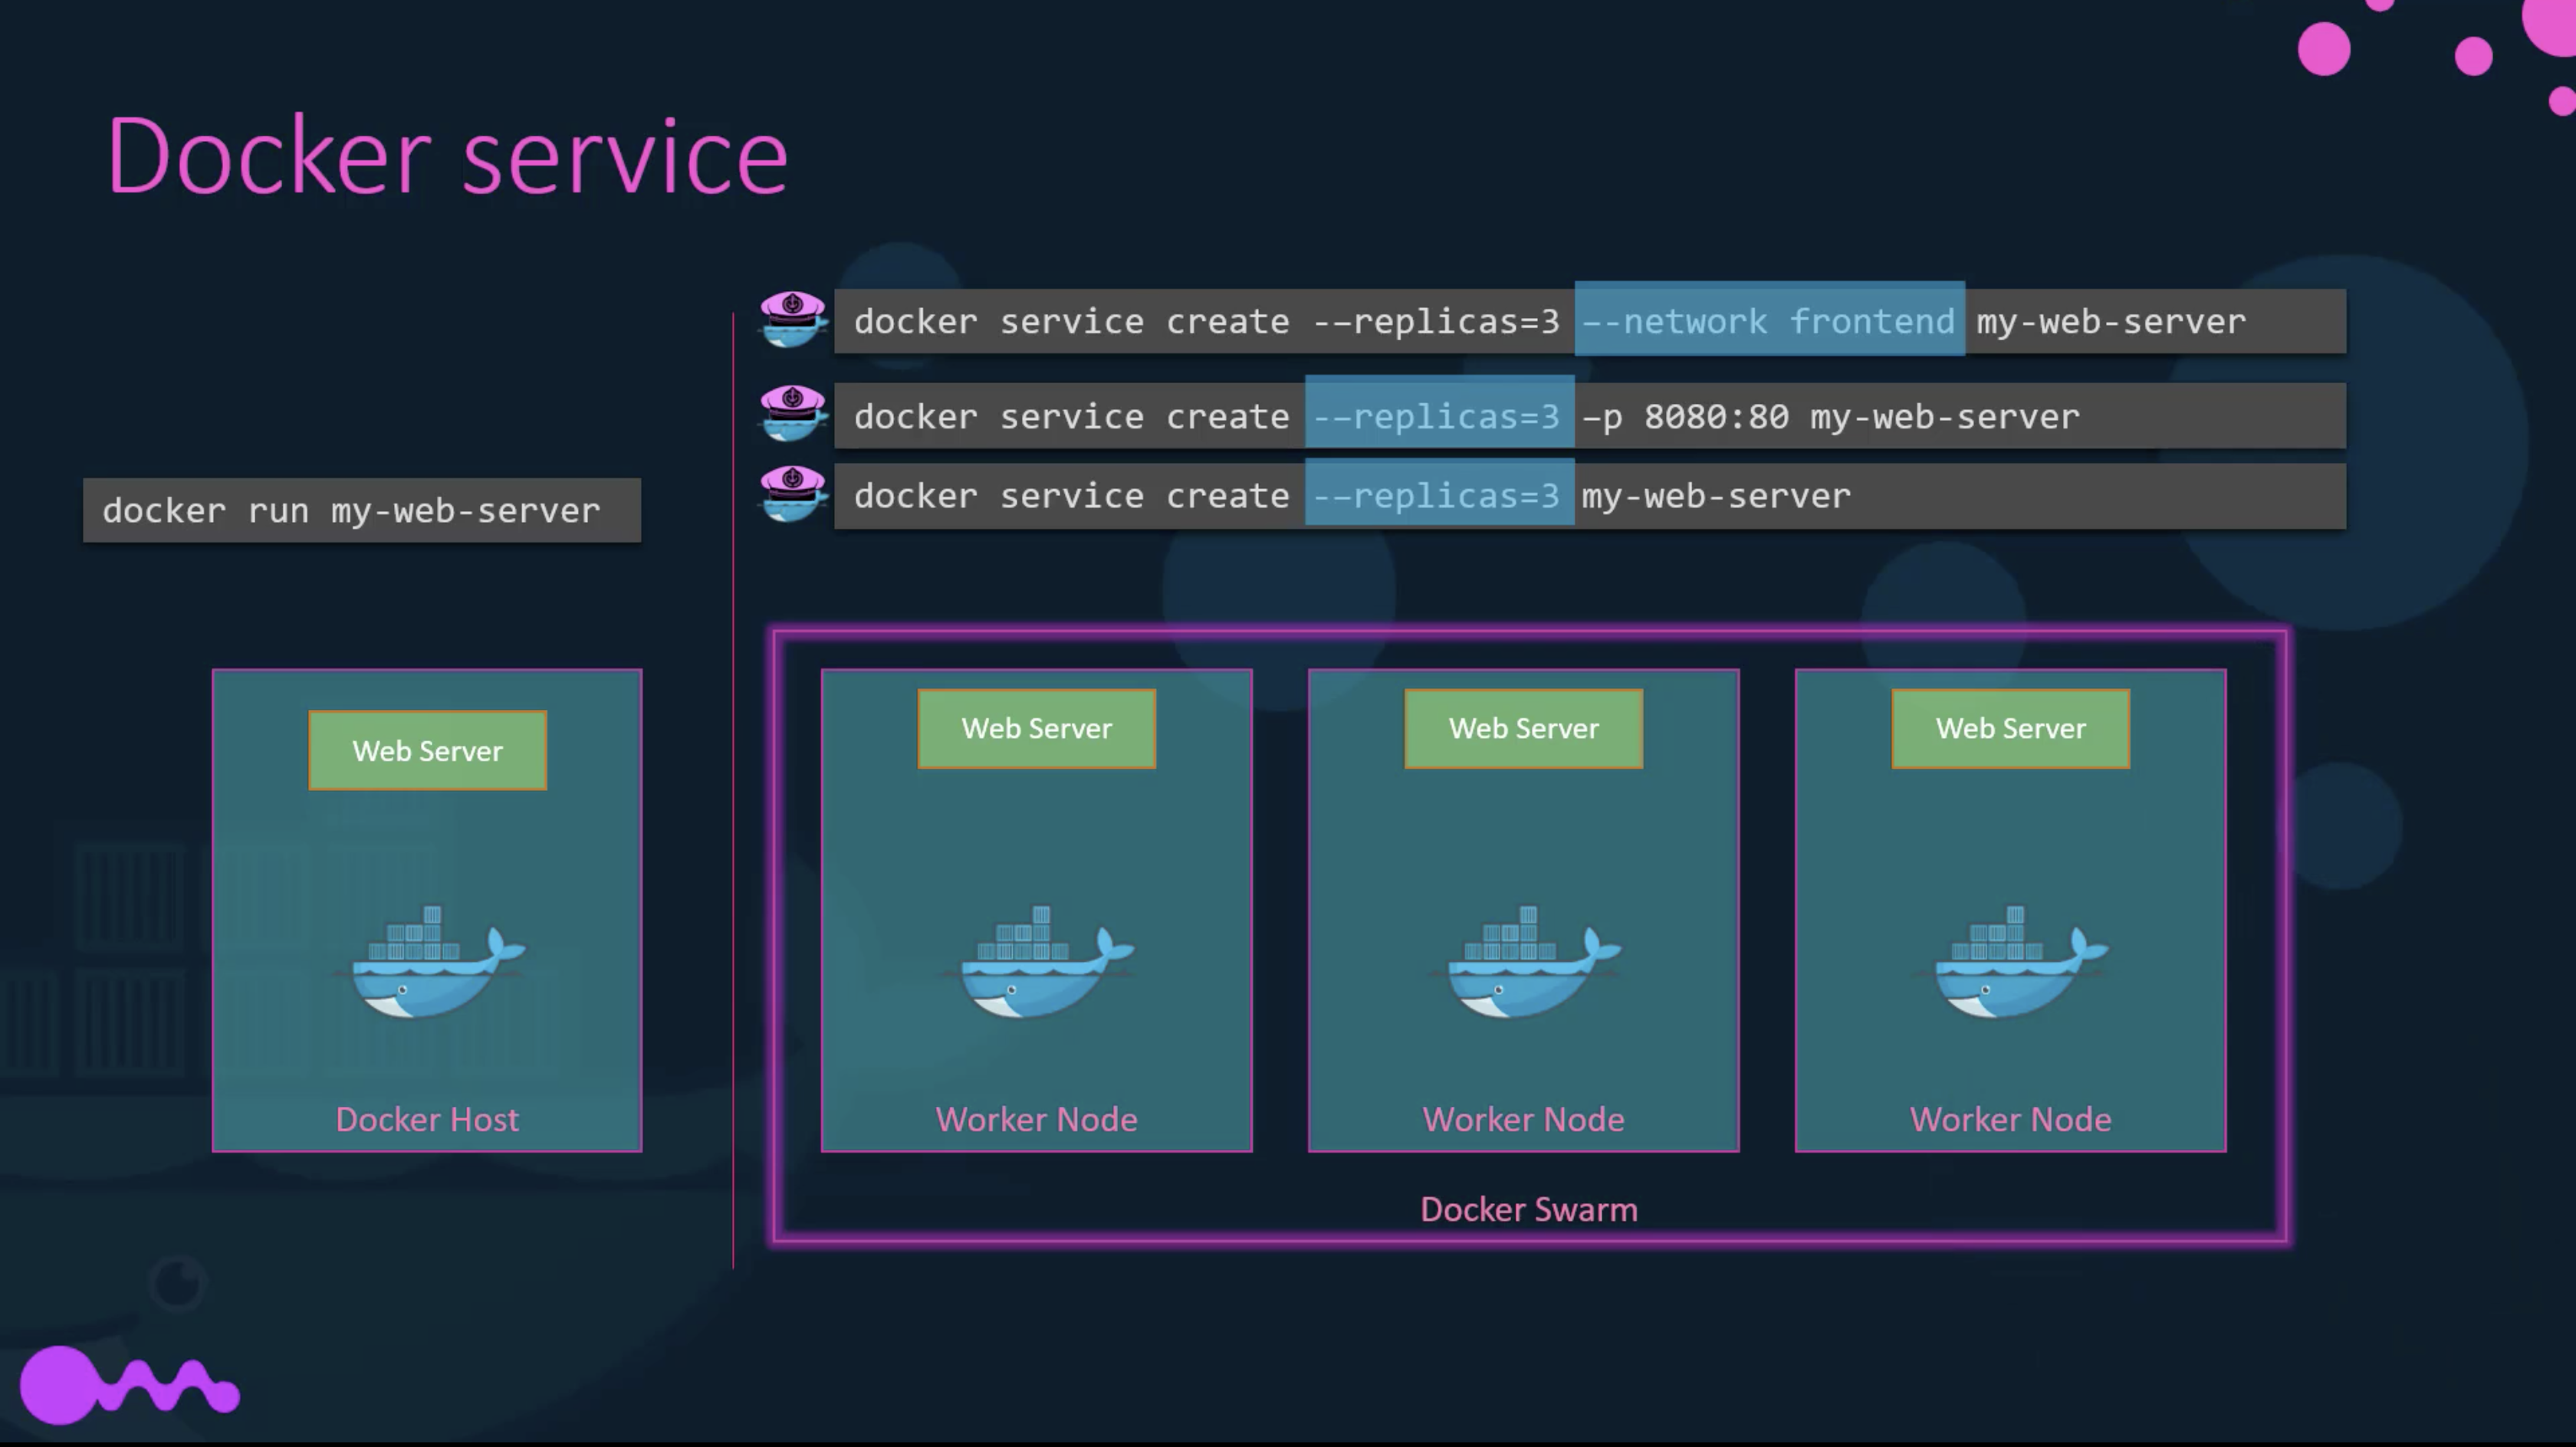 Docker service
docker run my-web-server
docker service create --replicas=3 --network frontend my-web-server
docker service create --replicas=3 –p 8080:80 my-web-server
docker service create --replicas=3 my-web-server
Web Server
Docker Host
Web Server
Web Server
Web Server
Worker Node
Worker Node
Worker Node
Docker Swarm